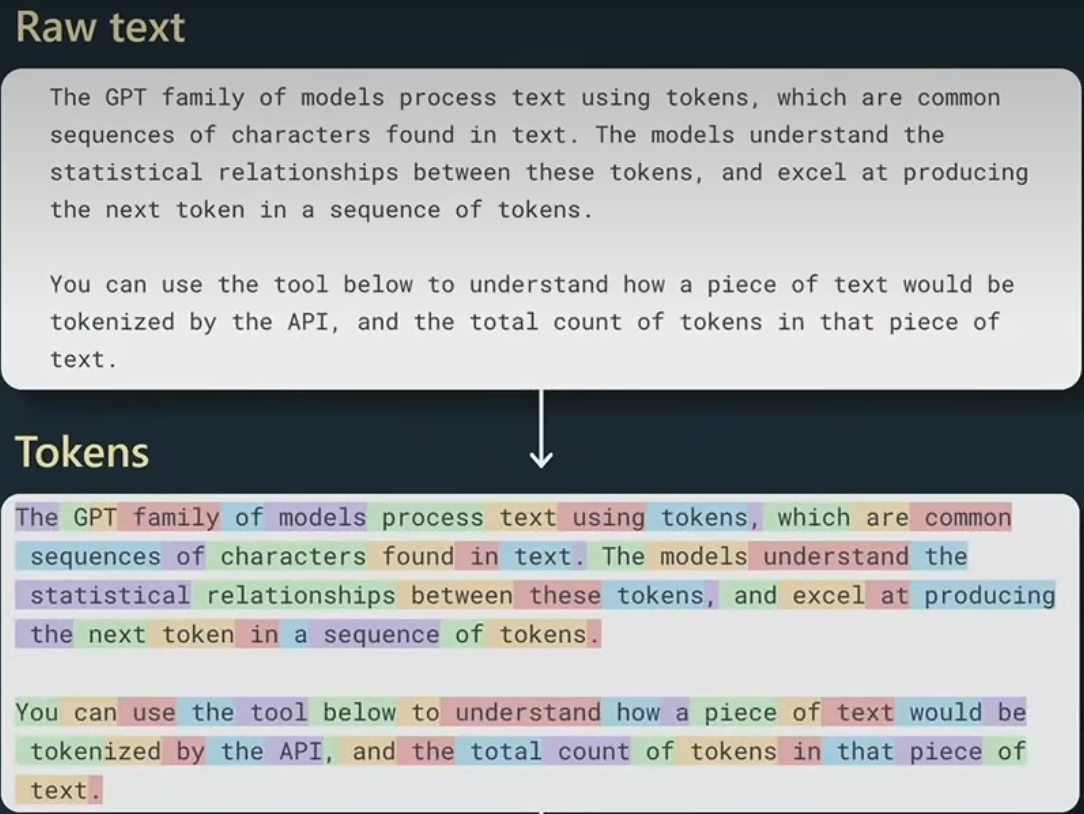 Raw text
The GPT family of models process text using tokens, which are common
sequences of characters found in text. The models understand the
statistical relationships between these tokens, and excel at producing
the next token in a sequence of tokens.
You can use the tool below to understand how a piece of text would be
tokenized by the API, and the total count of tokens in that piece of
text.
Tokens
The GPT family of models process text using tokens, which are common
sequences of characters found in text. The models understand the
statistical relationships between these tokens, and excel at producing
the next token in a sequence of tokens.
You can use the tool below to understand how a piece of text would be
tokenized by the API, and the total count of tokens in that piece of
text.